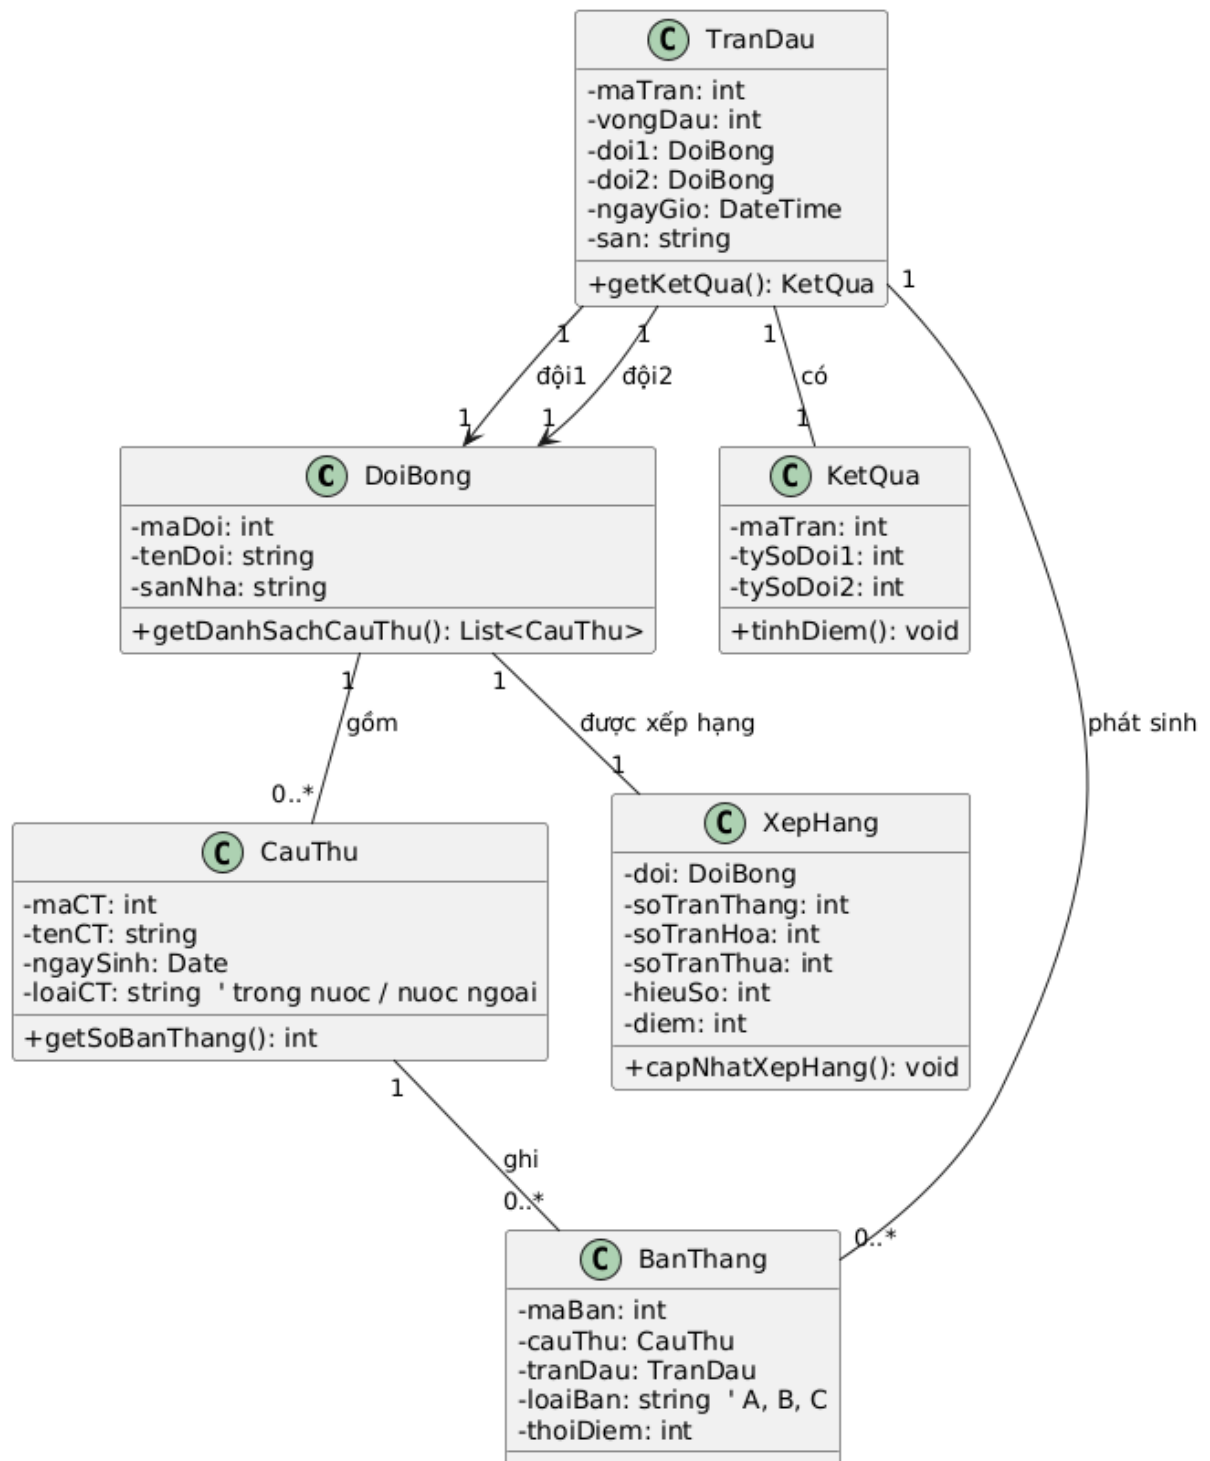 C TranDau
-maTran: int
-vongDau: int
-doi1: DoiBong
-doi2: DoiBong
-ngayGio: DateTime
-san: string
+getKetQua(): KetQua
1
1
1
1
đội1
đội2
có
1
1
1
C DoiBong
-maDoi: int
-tenDoi: string
-sanNha: string
+getDanhSachCauThu(): List<CauThu>
C KetQua
-maTran: int
-tySoDoi1: int
-tySoDoi2: int
+tinhDiem(): void
1
1
gồm
được xếp hạng
phát sinh
0..*
1
C CauThu
-maCT: int
-tenCT: string
-ngaySinh: Date
-loaiCT: string ' trong nuoc / nuoc ngoai
+getSoBanThang(): int
C XepHang
-doi: DoiBong
-soTranThang: int
-soTranHoa: int
-soTranThua: int
-hieuSo: int
-diem: int
+capNhatXepHang(): void
1
ghi
0..*
0..*
C BanThang
-maBan: int
-cauThu: CauThu
-tranDau: TranDau
-loaiBan: string ' A, B, C
-thoiDiem: int